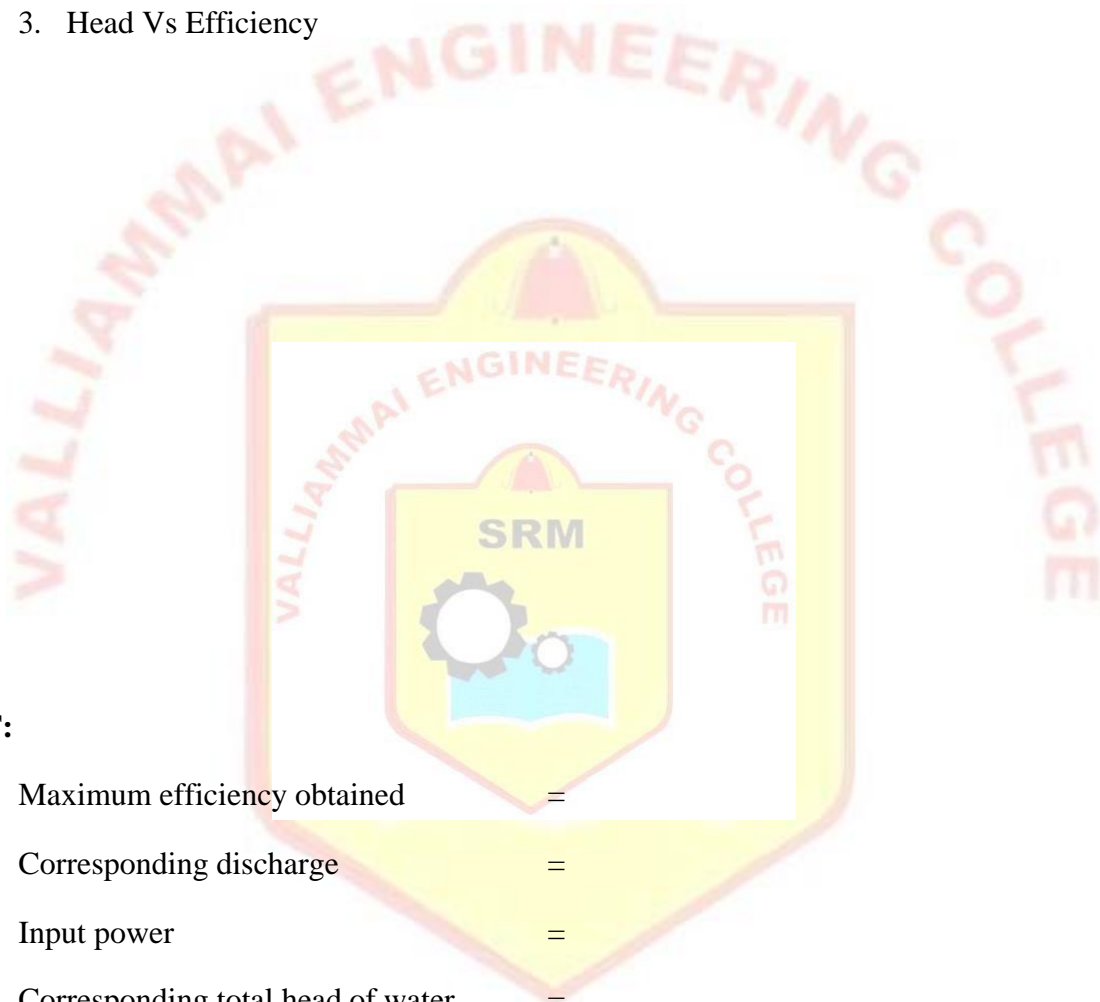 3. Head Vs Efficiency
VALLIAMMAI ENGINEERING COLLEGE
VALLIAMMAI ENGINEERING COLLEGE
SRM
:
Maximum efficiency obtained =
Corresponding discharge =
Input power =
Corresponding total head of water =